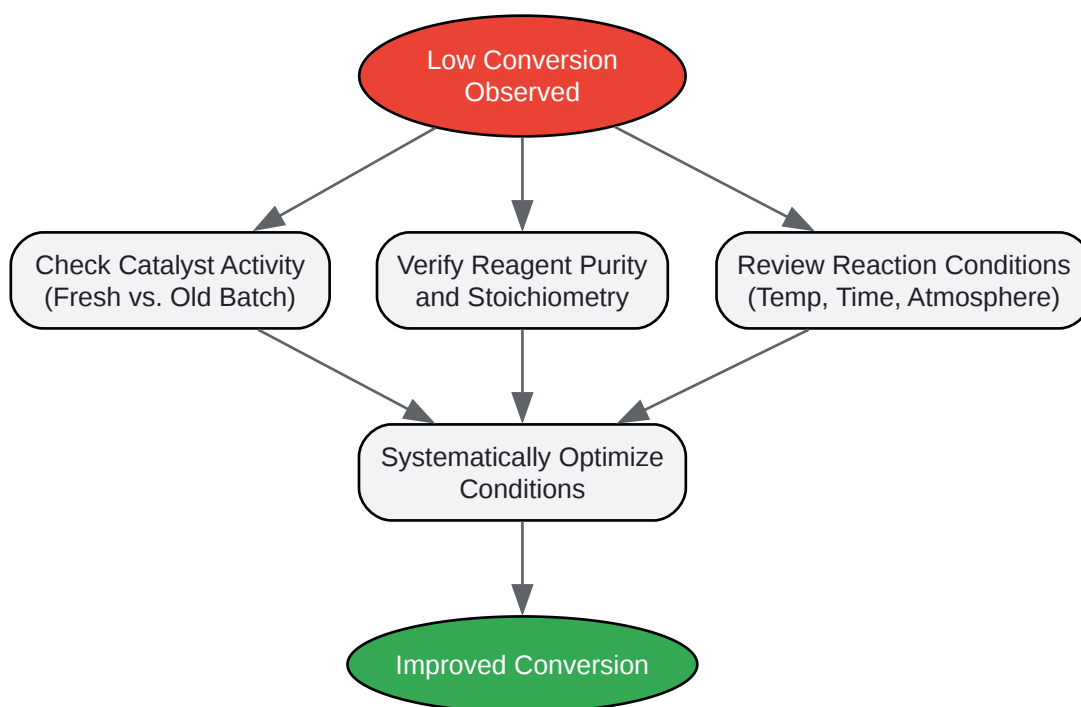 Low Conversion
Observed
Check Catalyst Activity
(Fresh vs. Old Batch)
Verify Reagent Purity
and Stoichiometry
Review Reaction Conditions
(Temp, Time, Atmosphere)
Systematically Optimize
Conditions
Improved Conversion